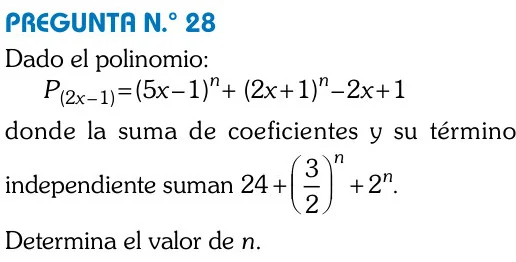 PREGUNTA N.° 28
Dado el polinomio:
P₍₂ₓ₋₁₎=(5x−1)ⁿ+(2x+1)ⁿ−2x+1
donde la suma de coeficientes y su término
independiente suman 24+(3/2)ⁿ+2ⁿ.
Determina el valor de n.